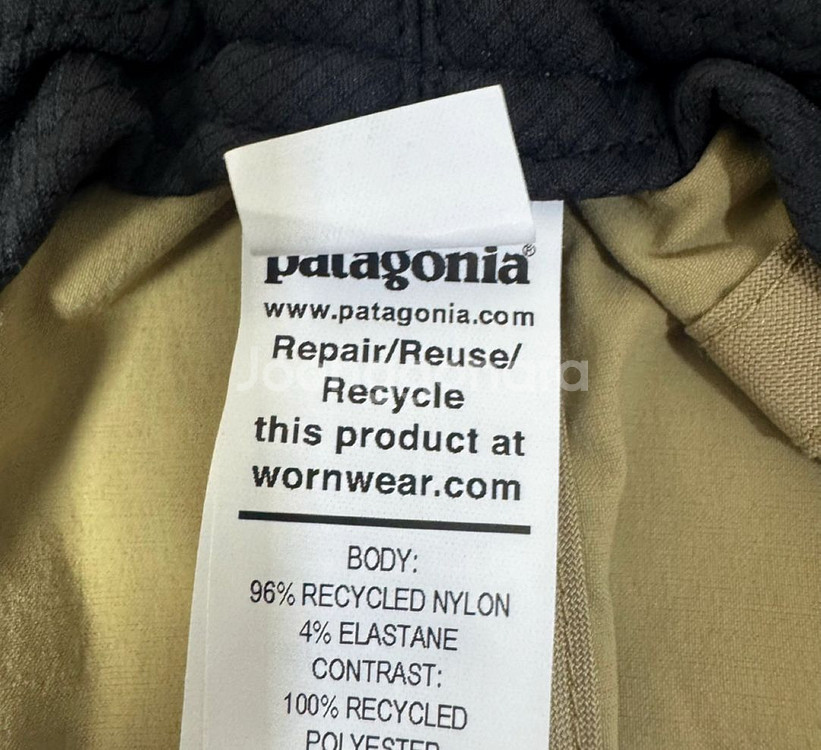 patagonia®
www.patagonia.com
Repair/Reuse/
Recycle
this product at
wornwear.com
BODY:
96% RECYCLED NYLON
4% ELASTANE
CONTRAST:
100% RECYCLED
POLYESTER